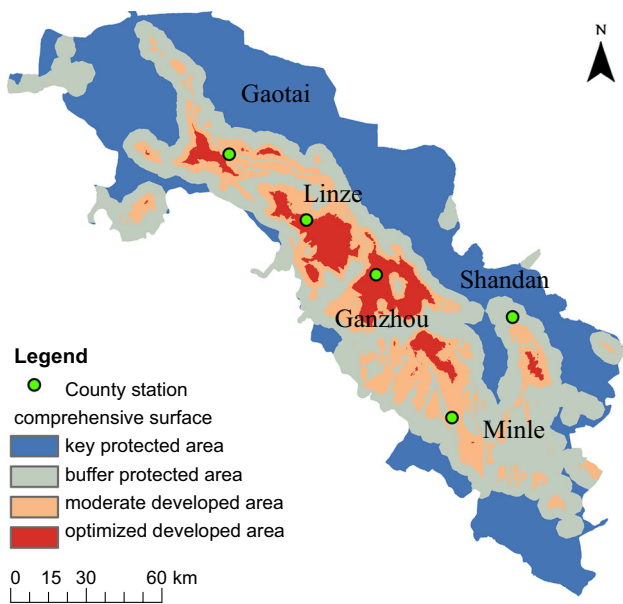 N
Gaotai
Linze
Shandan
Ganzhou
Minle
Legend
County station
comprehensive surface
key protected area
buffer protected area
moderate developed area
optimized developed area
0 15 30 60 km